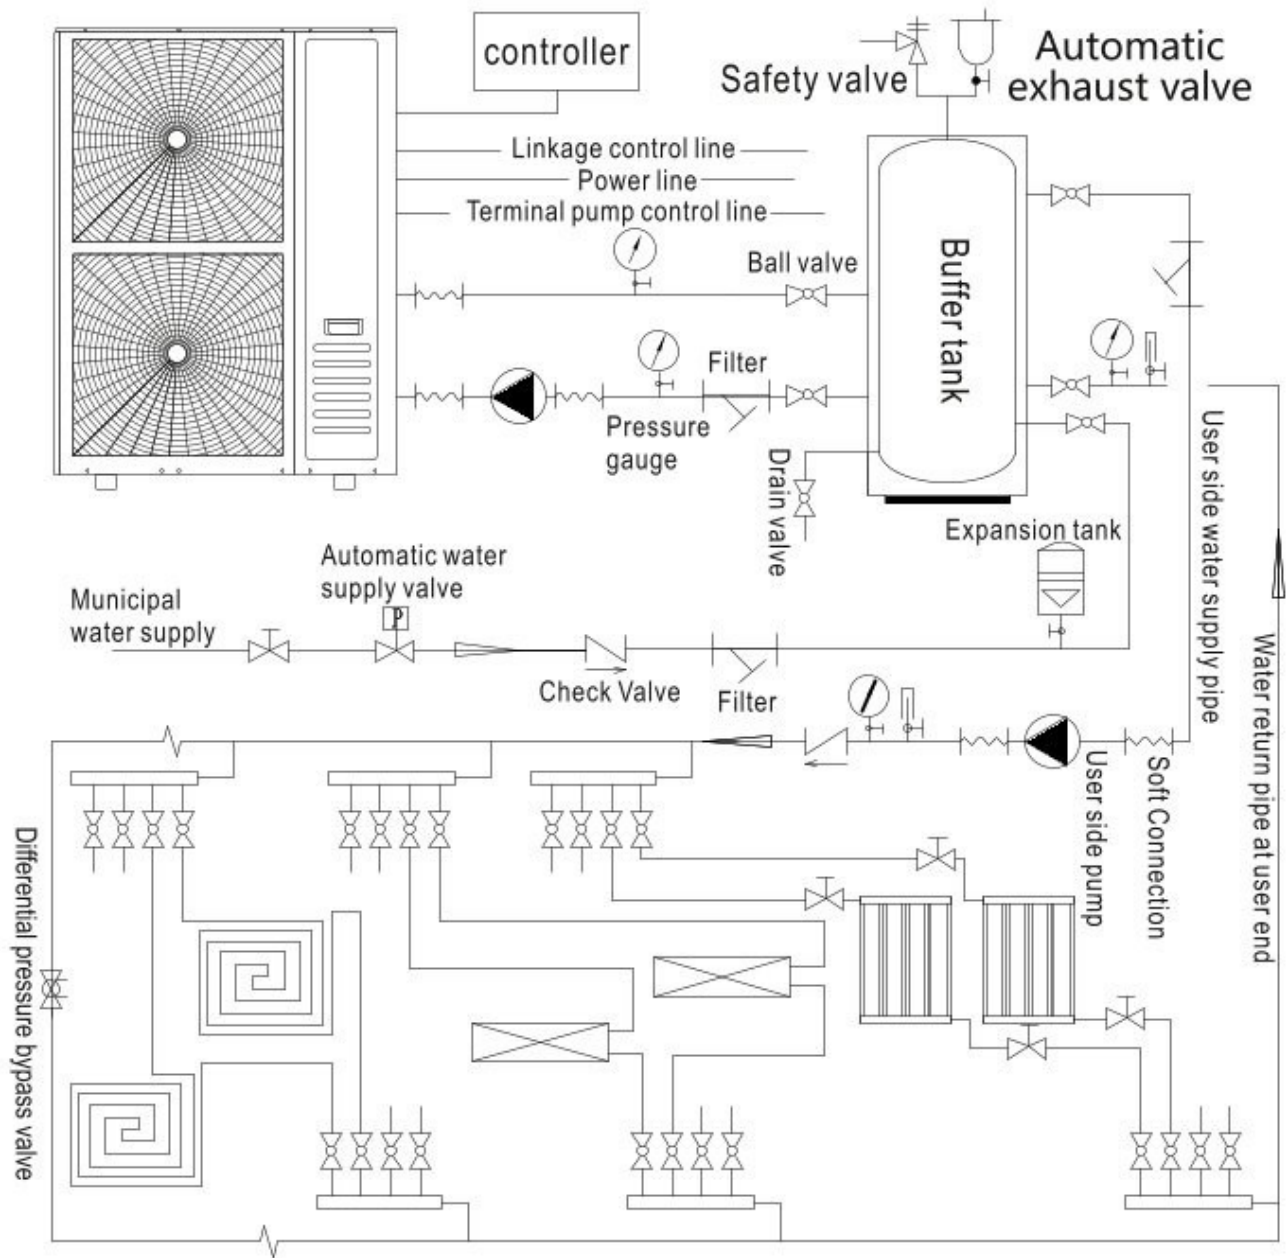 controller
Safety valve
Automatic
exhaust valve
Linkage control line
Power line
Terminal pump control line
Ball valve
Buffer tank
Filter
Pressure
gauge
Drain valve
Expansion tank
User side water supply pipe
Water return pipe at user end
Automatic water
supply valve
P
Municipal
water supply
Check Valve
Filter
User side pump
Soft Connection
Differential pressure bypass valve